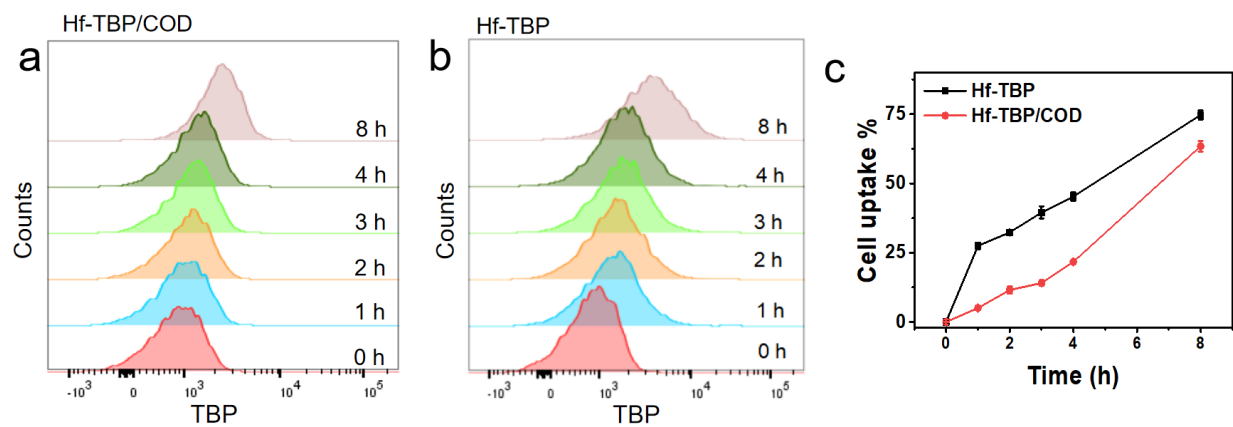 a
Hf-TBP/COD
Counts
8 h
4 h
3 h
2 h
1 h
0 h
-10³ 0 10³ 10⁴ 10⁵
TBP
b
Hf-TBP
Counts
8 h
4 h
3 h
2 h
1 h
0 h
-10³ 0 10³ 10⁴ 10⁵
TBP
c
Hf-TBP
Hf-TBP/COD
Cell uptake %
75
50
25
0
0 2 4 6 8
Time (h)